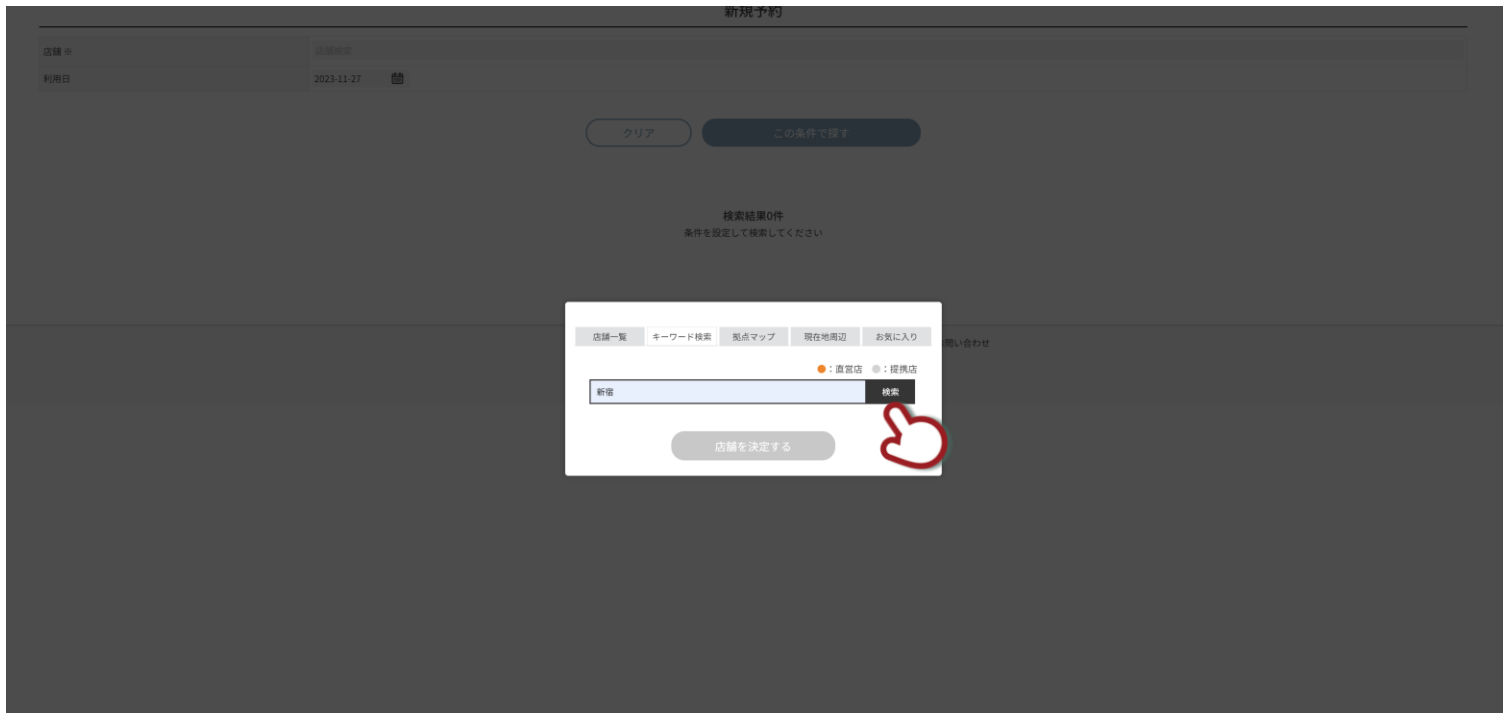 新規予約
店舗 ※
店舗検索
利用日
2023-11-27
クリア
この条件で探す
検索結果0件
条件を設定して検索してください
店舗一覧
キーワード検索
拠点マップ
現在地周辺
お気に入り
問い合わせ
：直営店
：提携店
新宿
検索
店舗を決定する